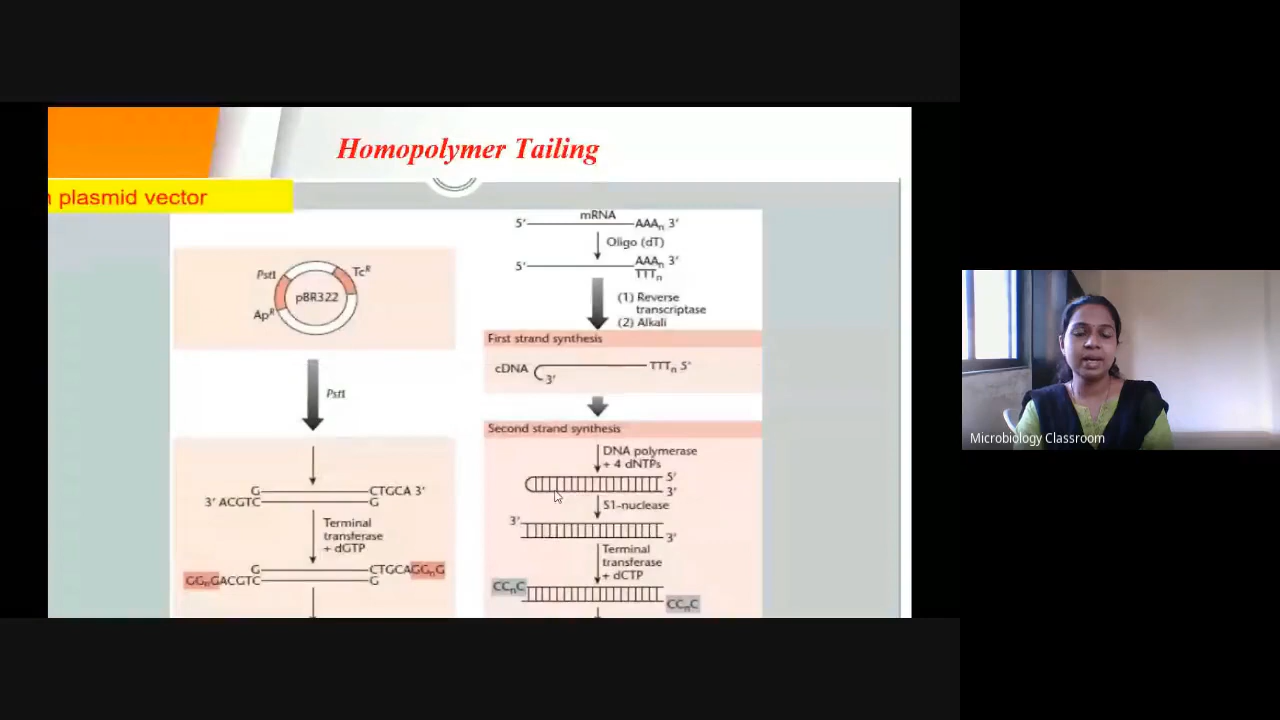 Homopolymer Tailing
plasmid vector
PstI
TcR
pBR322
ApR
PstI
G
CTGCA 3'
3' ACGTC
G
Terminal
transferase
+ dGTP
G
CTGCAGGnG
GGnGACGTC
G
mRNA
5'
AAAn 3'
Oligo (dT)
5'
AAAn 3'
TTTn
(1) Reverse
transcriptase
(2) Alkali
First strand synthesis
cDNA
3'
TTTn 5'
Second strand synthesis
DNA polymerase
+ 4 dNTPs
5'
3'
S1-nuclease
3'
3'
Terminal
transferase
+ dCTP
CCnC
CCnC
Microbiology Classroom